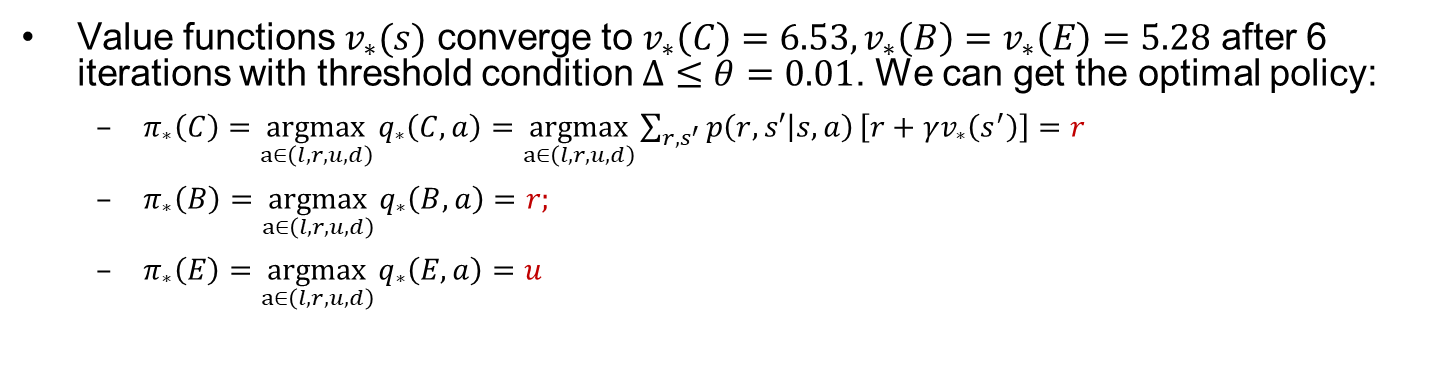 • Value functions 𝑣∗(𝑠) converge to 𝑣∗(𝐶) = 6.53, 𝑣∗(𝐵) = 𝑣∗(𝐸) = 5.28 after 6
iterations with threshold condition Δ ≤ 𝜃 = 0.01. We can get the optimal policy:
– 𝜋∗(𝐶) = argmax 𝑞∗(𝐶, 𝑎) = argmax ∑𝑟,𝑠′ 𝑝(𝑟, 𝑠′|𝑠, 𝑎) [𝑟 + 𝛾𝑣∗(𝑠′)] = 𝑟
a∈(𝑙,𝑟,𝑢,𝑑) a∈(𝑙,𝑟,𝑢,𝑑)
– 𝜋∗(𝐵) = argmax 𝑞∗(𝐵, 𝑎) = 𝑟;
a∈(𝑙,𝑟,𝑢,𝑑)
– 𝜋∗(𝐸) = argmax 𝑞∗(𝐸, 𝑎) = 𝑢
a∈(𝑙,𝑟,𝑢,𝑑)